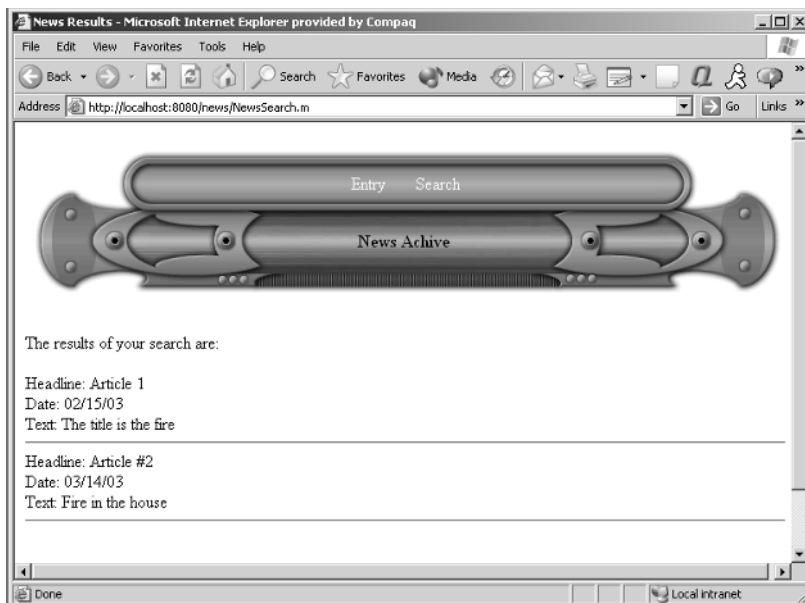 News Results - Microsoft Internet Explorer provided by Compaq
File Edit View Favorites Tools Help
Back Search Favorites Media
Address http://localhost:8080/news/NewsSearch.m Go Links »
Entry Search
News Achive
The results of your search are:
Headline: Article 1
Date: 02/15/03
Text: The title is the fire
Headline: Article #2
Date: 03/14/03
Text: Fire in the house
Done Local intranet